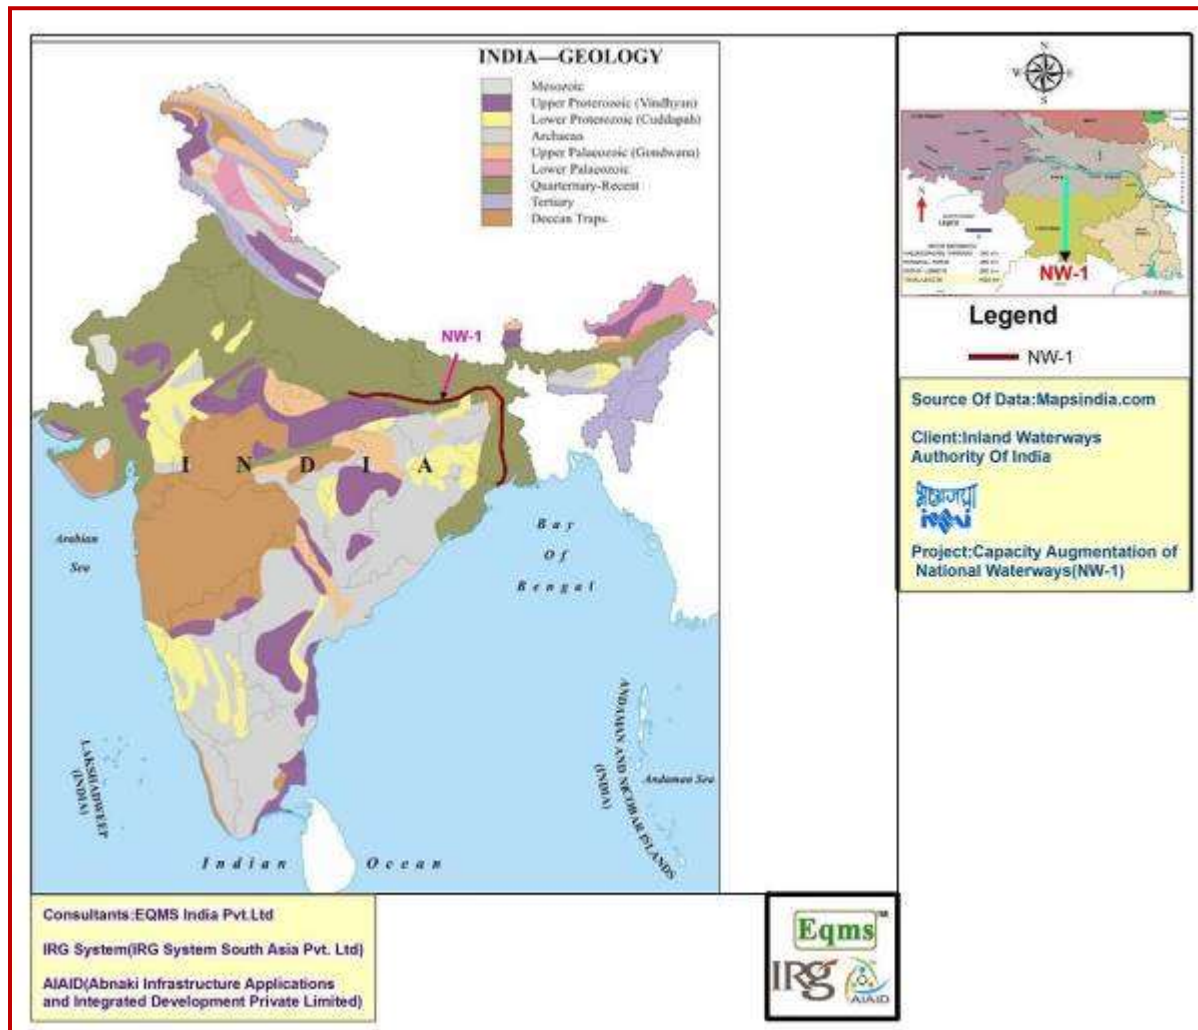 INDIA—GEOLOGY
Mesozoic
Upper Proterozoic (Vindhyan)
Lower Proterozoic (Cuddapah)
Archaean
Upper Palaeozoic (Gondwana)
Lower Palaeozoic
Quarternary-Recent
Tertiary
Deccan Traps
NW-1
I N D I A
Arabian
Sea
Bay
Of
Bengal
LAKSHADWEEP
(INDIA)
ANDAMAN AND NICOBAR ISLANDS
(INDIA)
Andaman Sea
Indian Ocean
N
W E
S
N
NW-1
Legend
NW-1
Source Of Data:Mapsindia.com
Client:Inland Waterways
Authority Of India
Project:Capacity Augmentation of
National Waterways(NW-1)
Consultants:EQMS India Pvt.Ltd
IRG System(IRG System South Asia Pvt. Ltd)
AIAID(Abnaki Infrastructure Applications
and Integrated Development Private Limited)
Eqms TM
IRG
AIAID